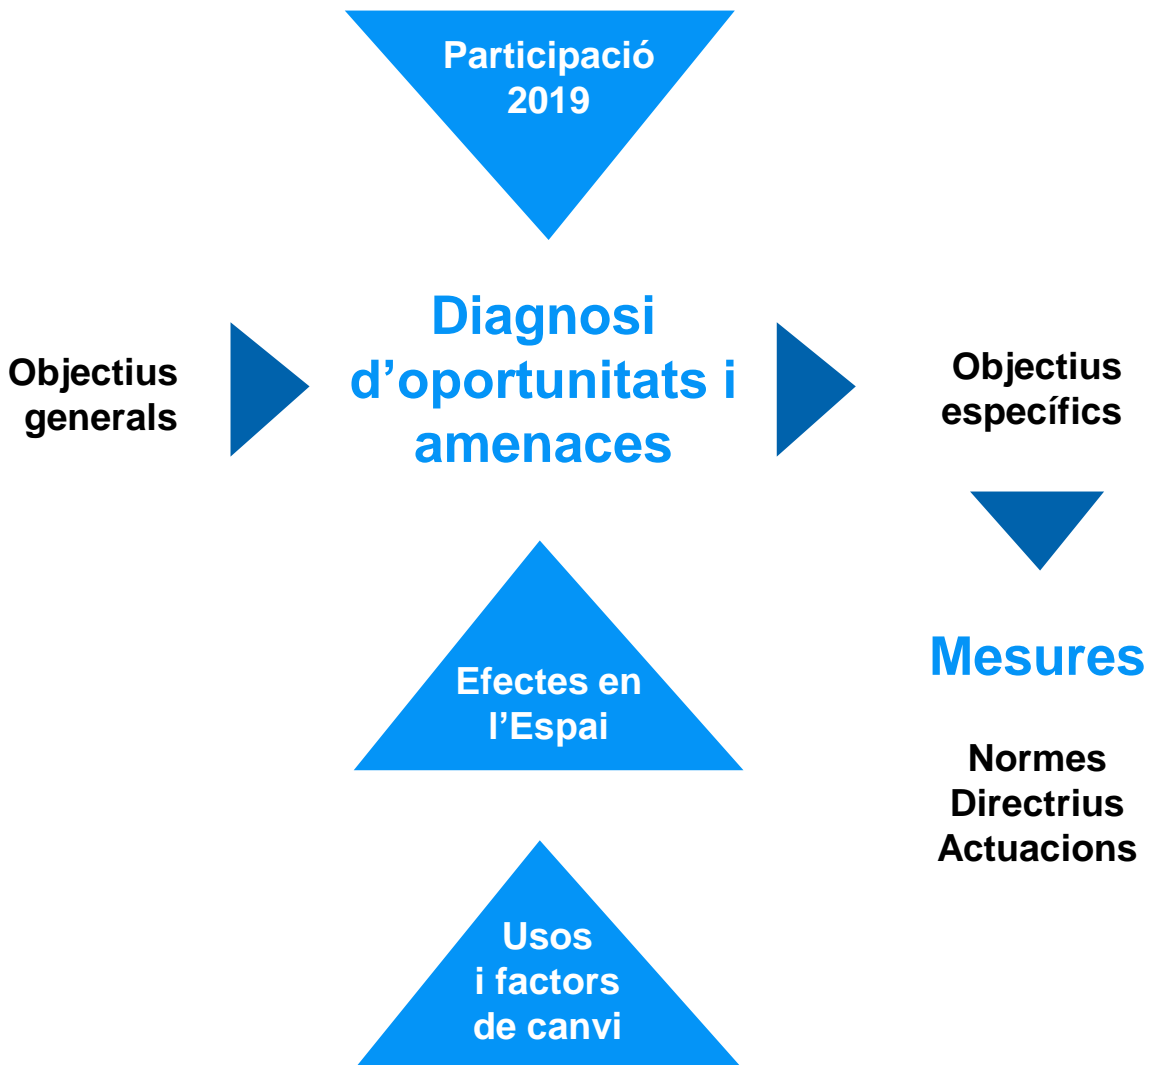 Participació
2019
Objectius
generals
Diagnosi
d’oportunitats i
amenaces
Objectius
específics
Efectes en
l’Espai
Mesures
Normes
Directrius
Actuacions
Usos
i factors
de canvi